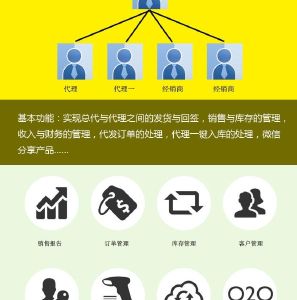 代理 代理一 经销商 经销商
基本功能：实现总代与代理之间的发货与回签，销售与库存的管理，
收入与财务的管理，代发订单的处理，代理一键入库的处理，微信
分享产品......
销售报告 订单管理 库存管理 客户管理
O2O